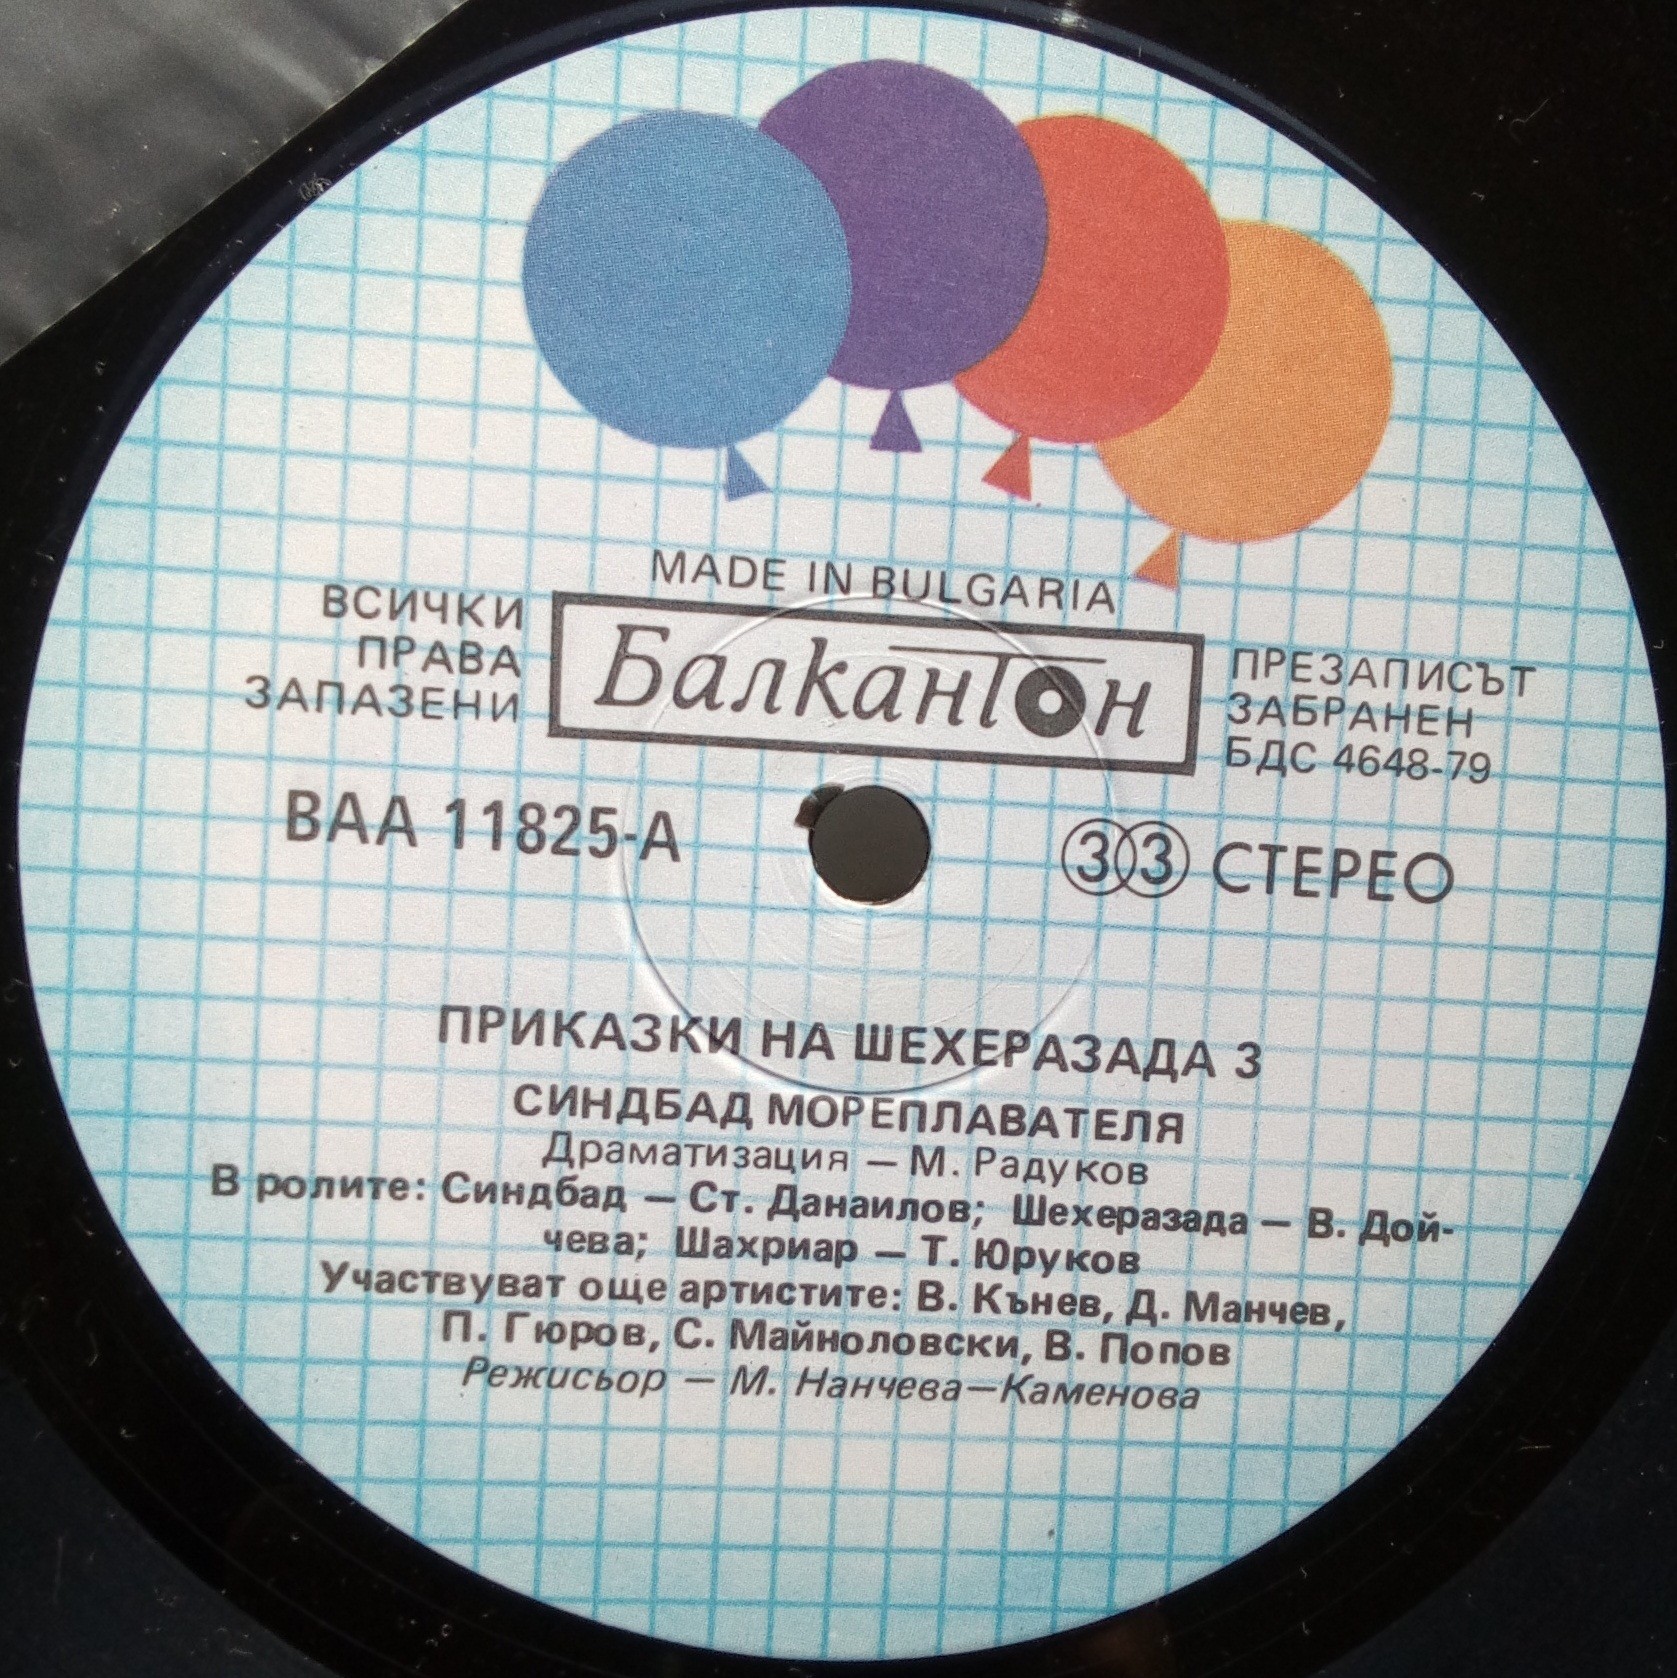 MADE IN BULGARIA
ВСИЧКИ
ПРАВА
ЗАПАЗЕНИ
Балкантон
ПРЕЗАПИСЪТ
ЗАБРАНЕН
БДС 4648-79
ВАА 11825-А
33 СТЕРЕО
ПРИКАЗКИ НА ШЕХЕРАЗАДА 3
СИНДБАД МОРЕПЛАВАТЕЛЯ
Драматизация — М. Радуков
В ролите: Синдбад — Ст. Данаилов; Шехеразада — В. Дой-
чева; Шахриар — Т. Юруков
Участвуват още артистите: В. Кънев, Д. Манчев,
П. Гюров, С. Майноловски, В. Попов
Режисьор — М. Нанчева—Каменова